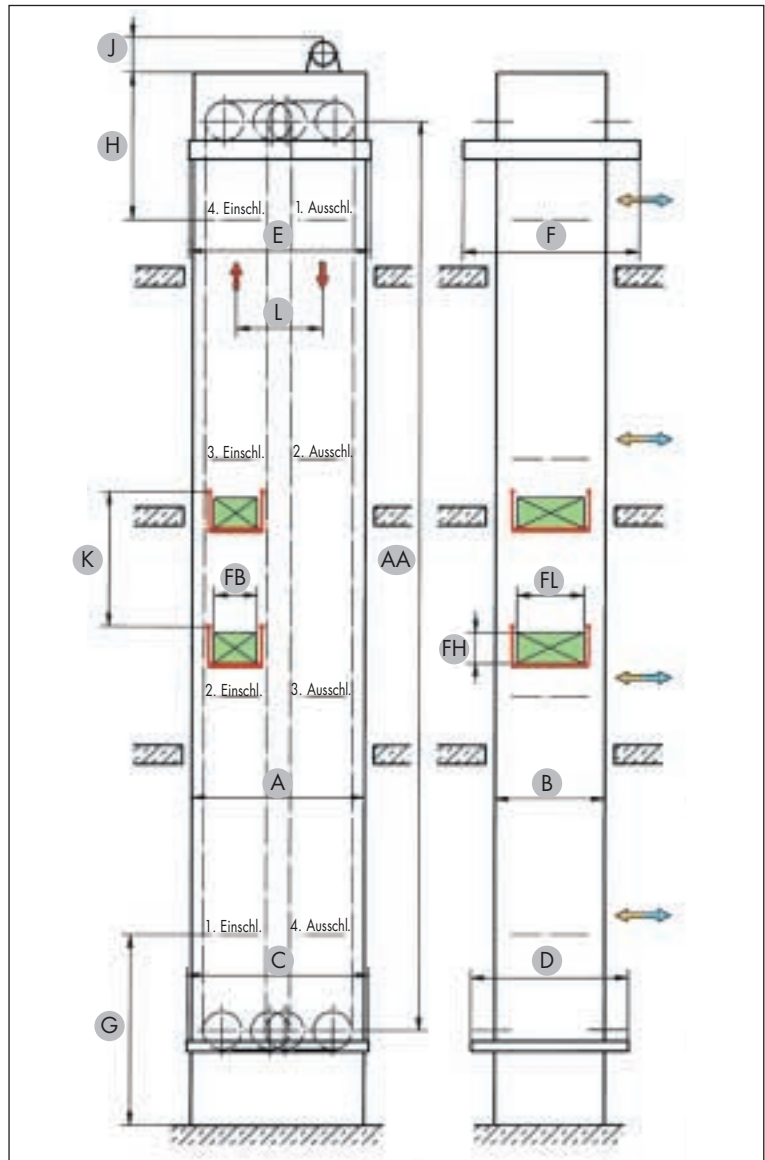 J
H
4. Einschl. 1. Ausschl.
E F
L
3. Einschl. 2. Ausschl.
K FB AA FL
FH
2. Einschl. 3. Ausschl.
A B
1. Einschl. 4. Ausschl.
C D
G